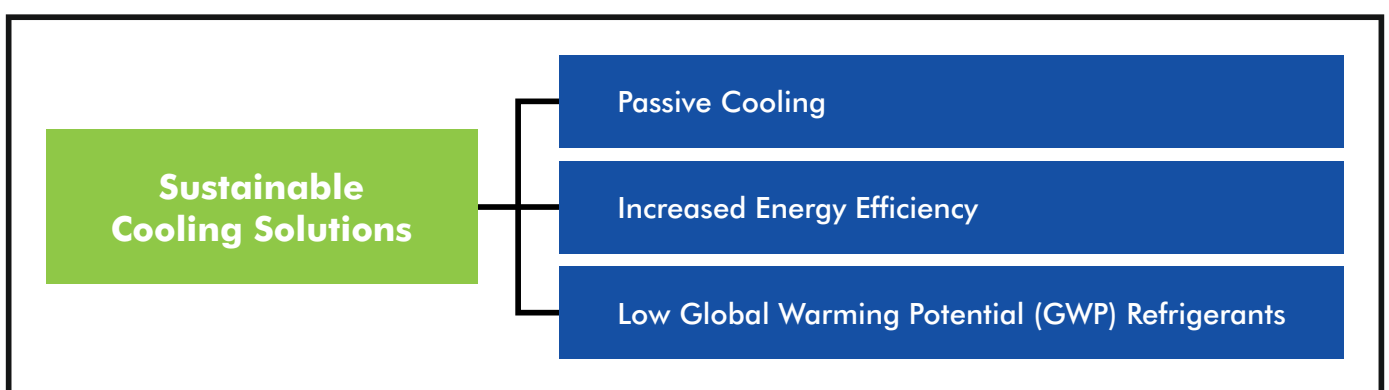 Sustainable
Cooling Solutions
Passive Cooling
Increased Energy Efficiency
Low Global Warming Potential (GWP) Refrigerants